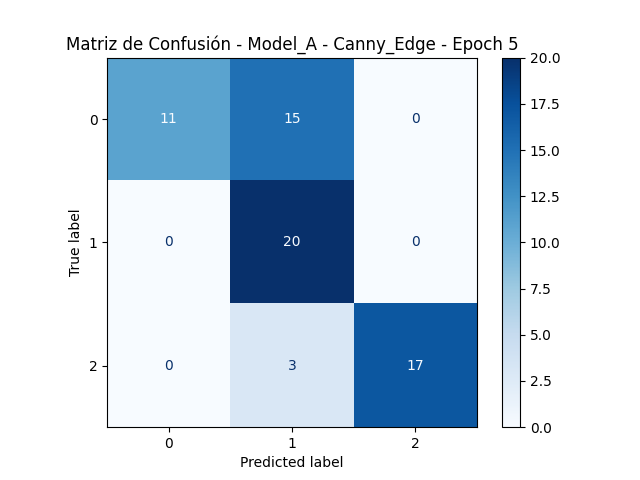 Matriz de Confusión - Model_A - Canny_Edge - Epoch 5
True label
0
11 15 0
1
0 20 0
2
0 3 17
0 1 2
Predicted label
20.0
17.5
15.0
12.5
10.0
7.5
5.0
2.5
0.0